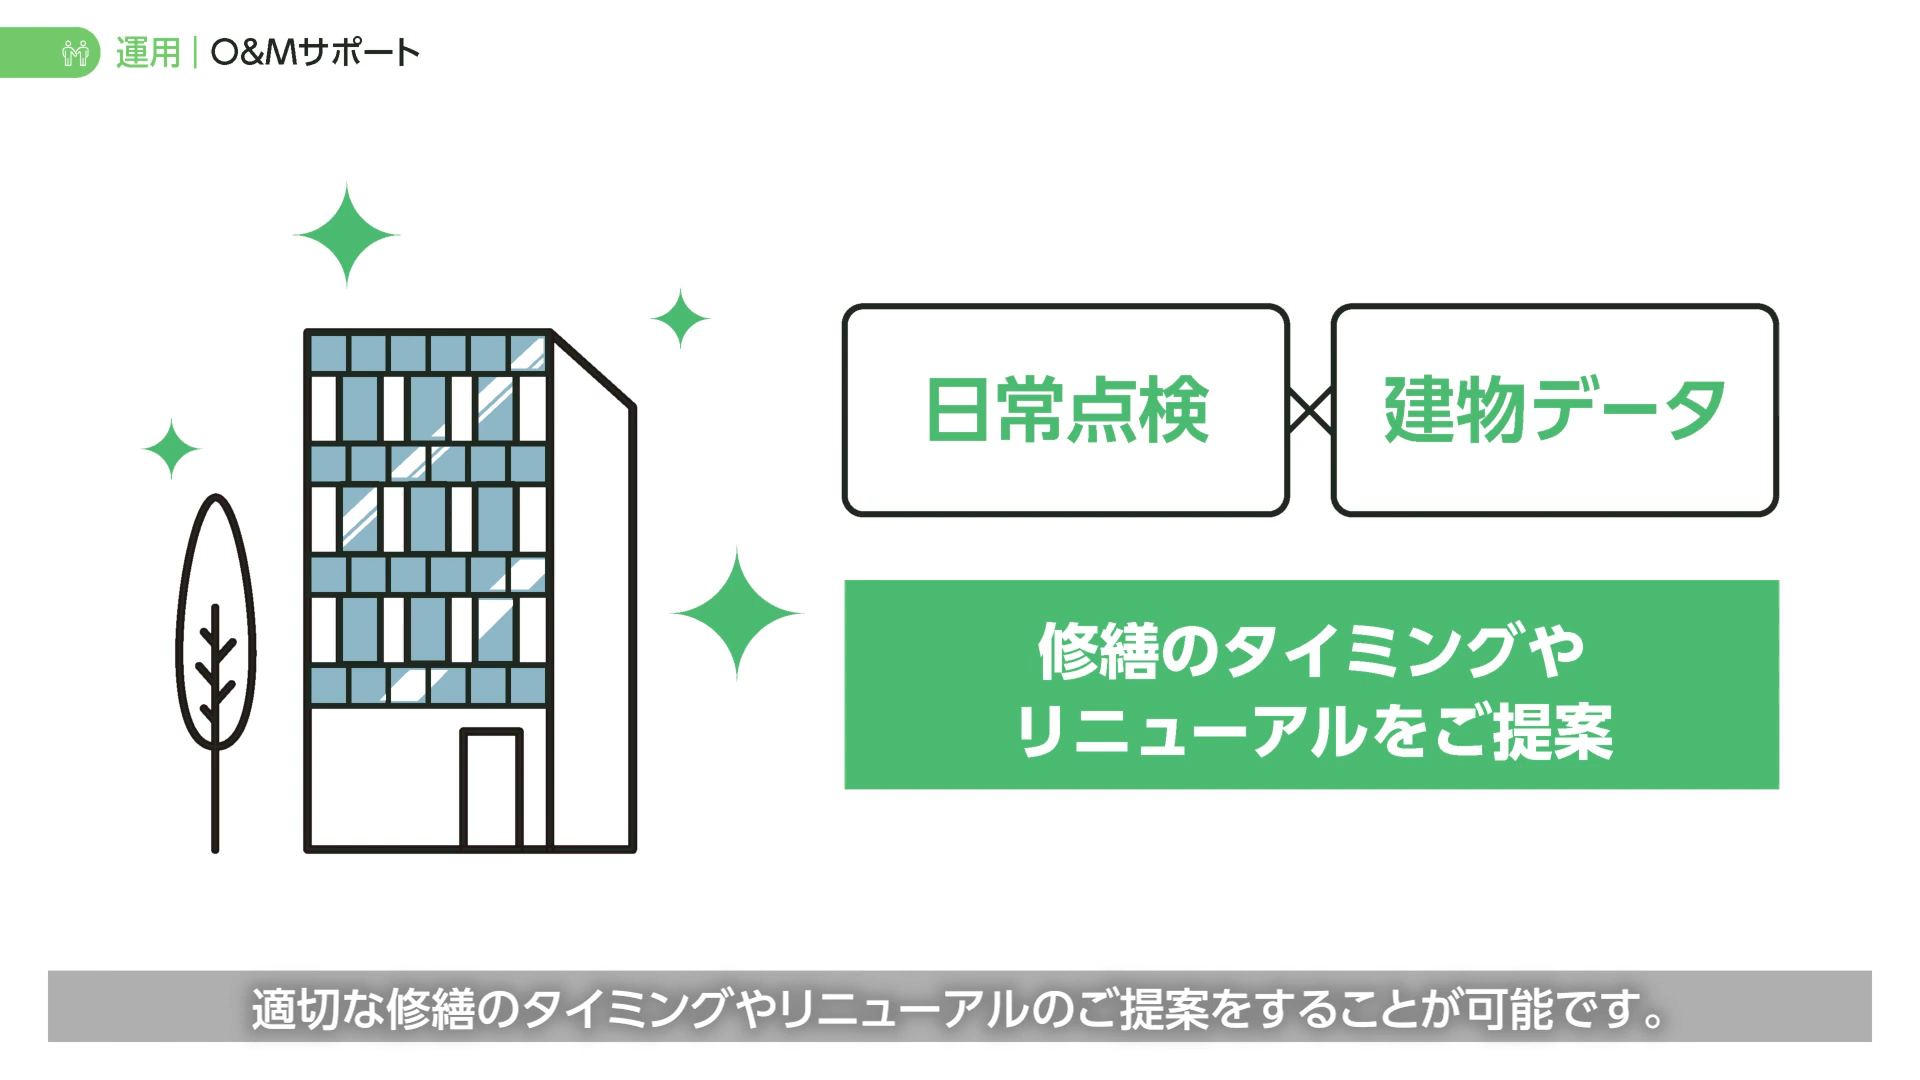 運用｜O&Mサポート
日常点検×建物データ
修繕のタイミングや
リニューアルをご提案
適切な修繕のタイミングやリニューアルのご提案をすることが可能です。